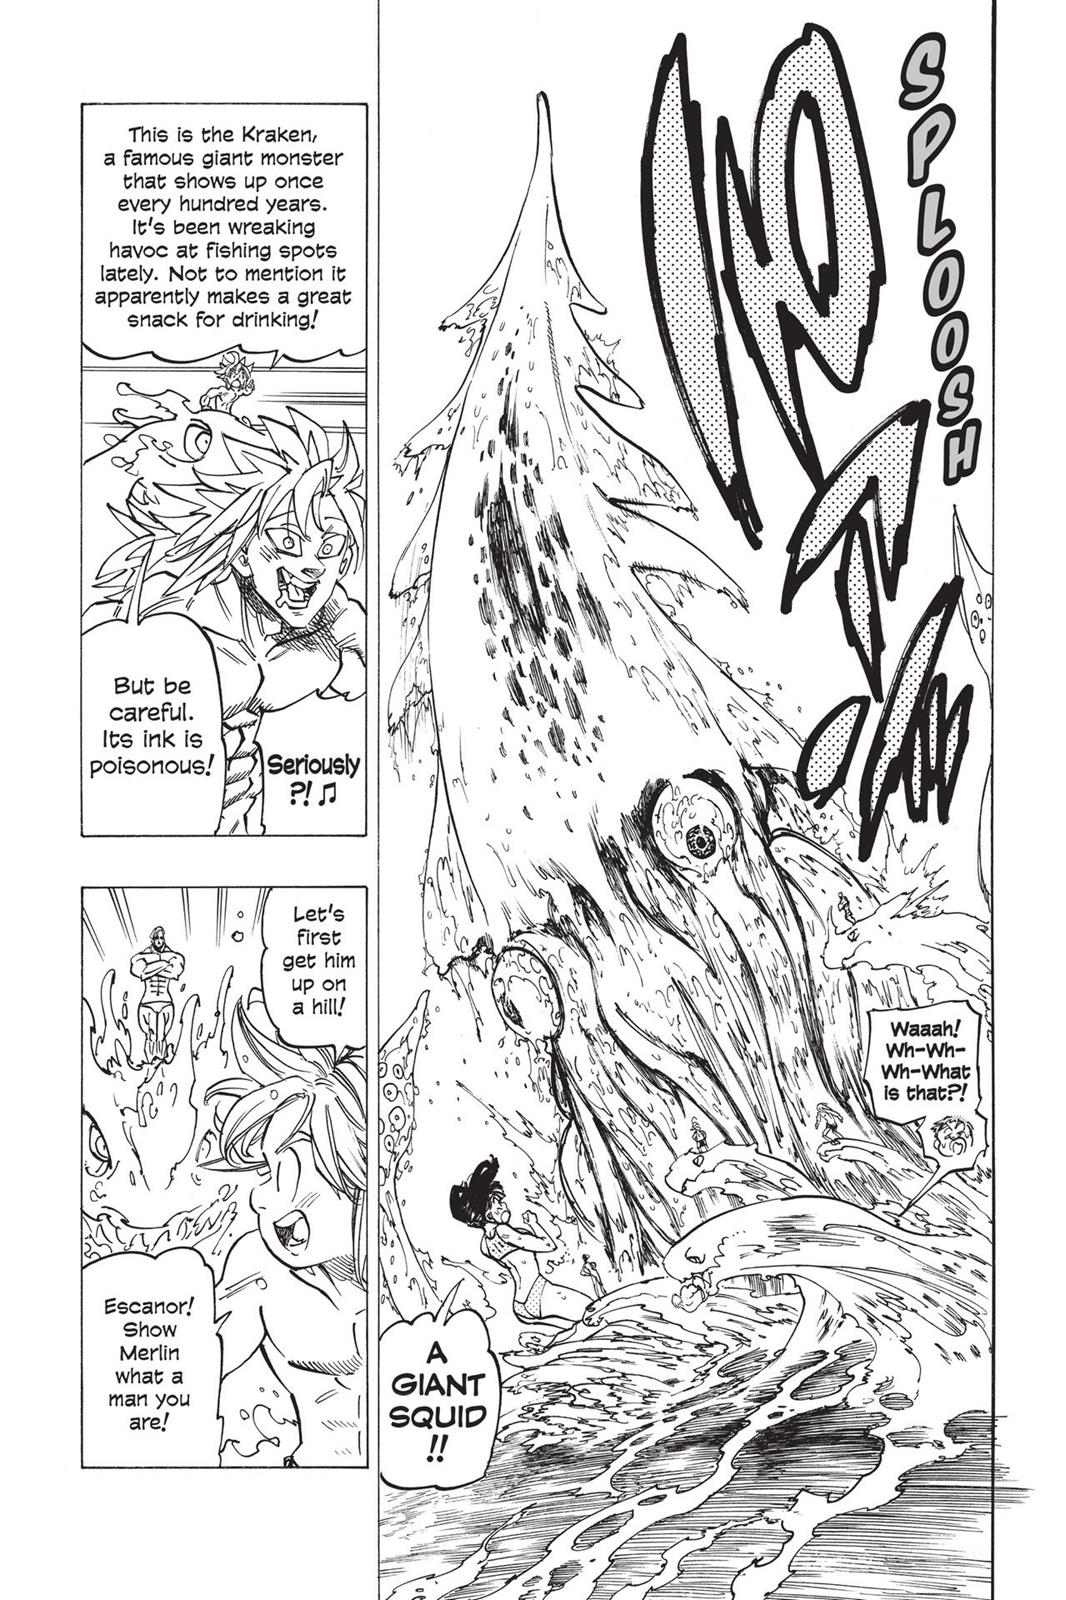 SPLOOSH
Waaah!
Wh-Wh-
Wh-What
is that?!
A
GIANT
SQUID
!!
This is the Kraken,
a famous giant monster
that shows up once
every hundred years.
It's been wreaking
havoc at fishing spots
lately. Not to mention it
apparently makes a great
snack for drinking!
But be
careful.
Its ink is
poisonous!
Seriously
?!♫
Let's
first
get him
up on
a hill!
Escanor!
Show
Merlin
what a
man you
are!